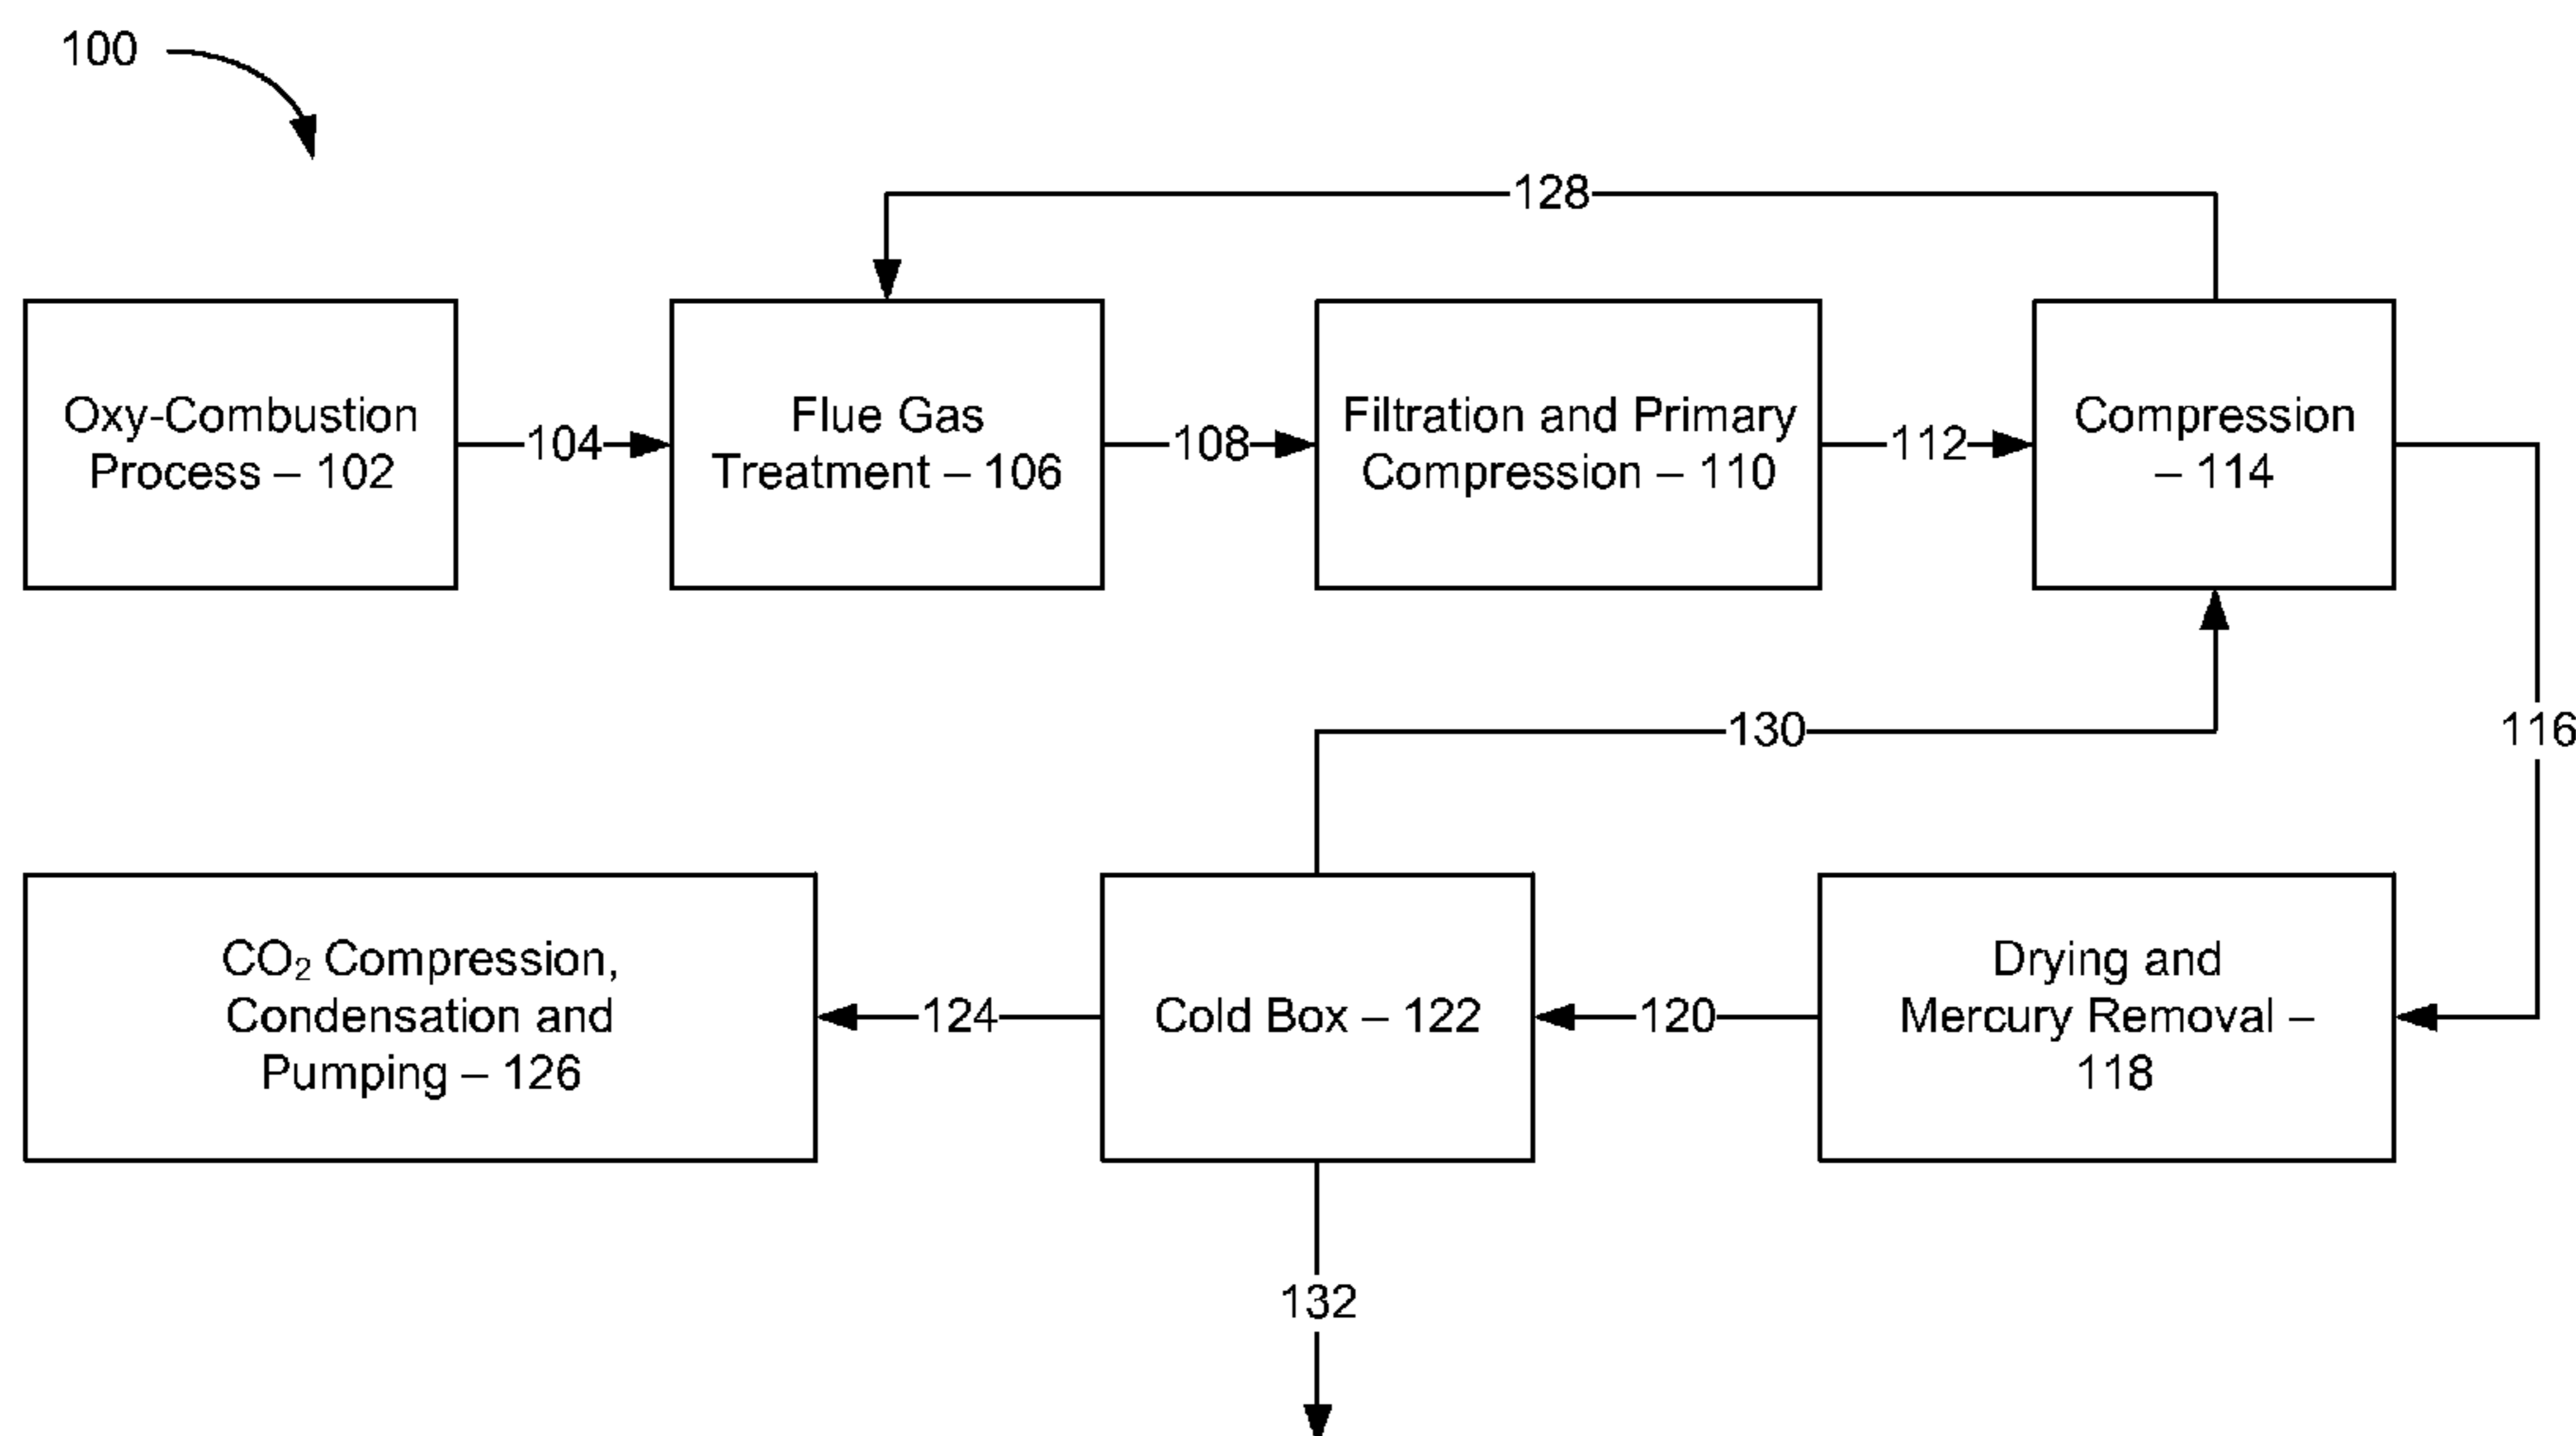 100
128
Oxy-Combustion
Process – 102
104
Flue Gas
Treatment – 106
108
Filtration and Primary
Compression – 110
112
Compression
– 114
130
116
CO₂ Compression,
Condensation and
Pumping – 126
124
Cold Box – 122
120
Drying and
Mercury Removal –
118
132